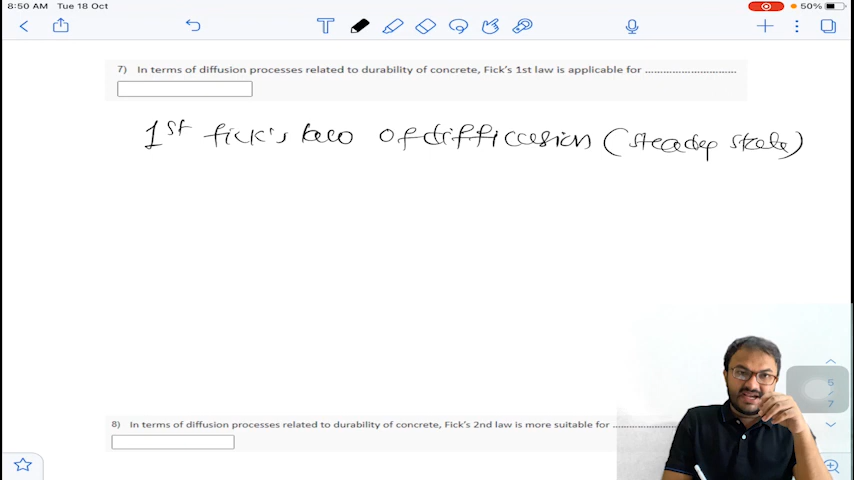 8:50 AM Tue 18 Oct
50%
7) In terms of diffusion processes related to durability of concrete, Fick's 1st law is applicable for ..............................
1st fick's law of diffusion (steady state)
5
7
8) In terms of diffusion processes related to durability of concrete, Fick's 2nd law is more suitable for ..............................